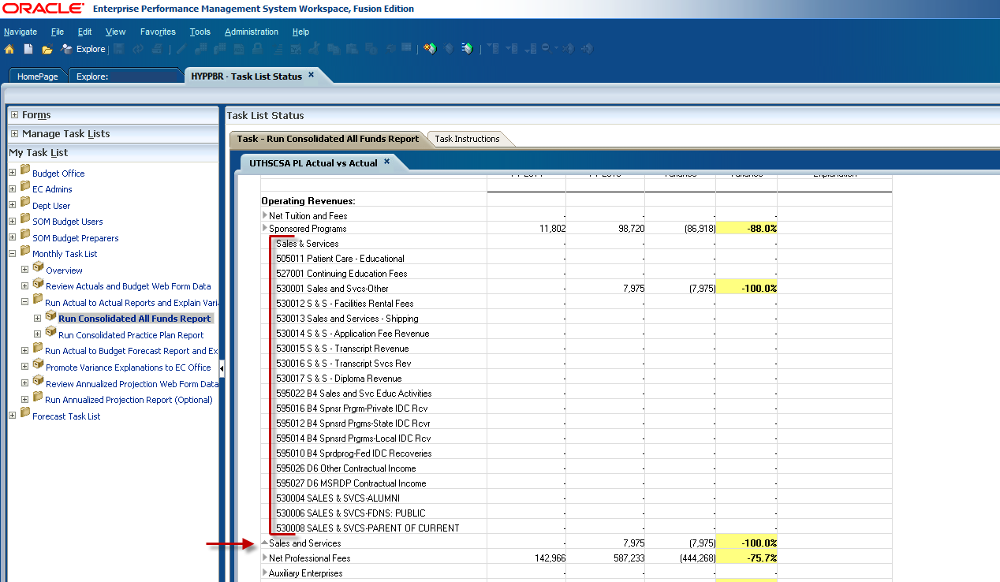 ORACLE Enterprise Performance Management System Workspace, Fusion Edition
Navigate File Edit View Favorites Tools Administration Help
Explore
HomePage Explore: HYPPBR - Task List Status
Forms
Manage Task Lists
My Task List
Budget Office
EC Admins
Dept User
SOM Budget Users
SOM Budget Preparers
Monthly Task List
Overview
Review Actuals and Budget Web Form Data
Run Actual to Actual Reports and Explain Vari
Run Consolidated All Funds Report
Run Consolidated Practice Plan Report
Run Actual to Budget Forecast Report and Ex
Promote Variance Explanations to EC Office
Review Annualized Projection Web Form Data
Run Annualized Projection Report (Optional)
Forecast Task List
Task List Status
Task - Run Consolidated All Funds Report Task Instructions
UTHSCSA PL Actual vs Actual
Operating Revenues:
Net Tuition and Fees - - - -
Sponsored Programs 11,802 98,720 (86,918) -88.0%
Sales & Services - - - -
505011 Patient Care - Educational - - - -
527001 Continuing Education Fees - - - -
530001 Sales and Svcs-Other - 7,975 (7,975) -100.0%
530012 S & S - Facilities Rental Fees - - - -
530013 Sales and Services - Shipping - - - -
530014 S & S - Application Fee Revenue - - - -
530015 S & S - Transcript Revenue - - - -
530016 S & S - Transcript Svcs Rev - - - -
530017 S & S - Diploma Revenue - - - -
595022 B4 Sales and Svc Educ Activities - - - -
595016 B4 Spnsr Prgrm-Private IDC Rcv - - - -
595012 B4 Spnsrd Prgms-State IDC Rcvr - - - -
595014 B4 Spnsrd Prgrms-Local IDC Rcv - - - -
595010 B4 Sprdprog-Fed IDC Recoveries - - - -
595026 D6 Other Contractual Income - - - -
595027 D6 MSRDP Contractual Income - - - -
530004 SALES & SVCS-ALUMNI - - - -
530006 SALES & SVCS-FDNS: PUBLIC - - - -
530008 SALES & SVCS-PARENT OF CURRENT - - - -
Sales and Services - 7,975 (7,975) -100.0%
Net Professional Fees 142,966 587,233 (444,268) -75.7%
Auxiliary Enterprises - - - -